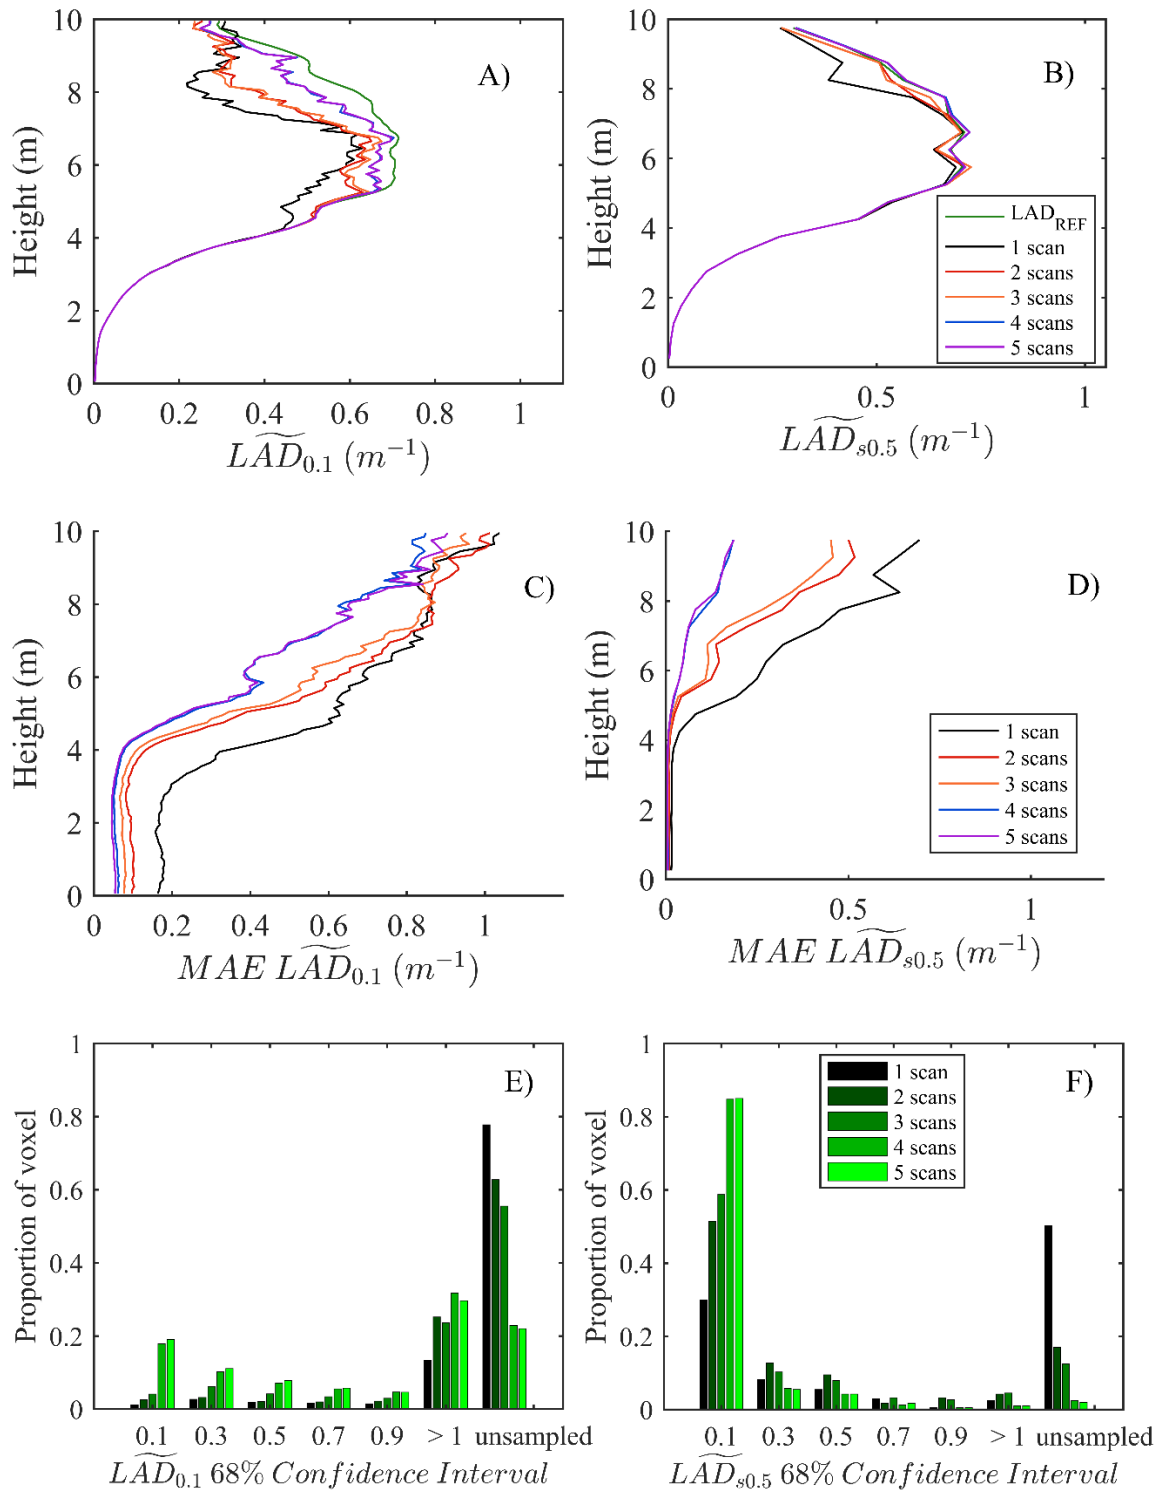 10
8
6
4
2
0
Height (m)
A)
0
0.2
0.4
0.6
0.8
1
LAD0.1 (m−1)
10
8
6
4
2
0
Height (m)
B)
LADREF
1 scan
2 scans
3 scans
4 scans
5 scans
0
0.5
1
LADs0.5 (m−1)
10
8
6
4
2
0
Height (m)
C)
0
0.2
0.4
0.6
0.8
1
MAE LAD0.1 (m−1)
10
8
6
4
2
0
Height (m)
D)
1 scan
2 scans
3 scans
4 scans
5 scans
0
0.5
1
MAE LADs0.5 (m−1)
1
0.8
0.6
0.4
0.2
0
Proportion of voxel
E)
0.1 0.3 0.5 0.7 0.9 > 1 unsampled
LAD0.1 68% Confidence Interval
1
0.8
0.6
0.4
0.2
0
Proportion of voxel
F)
1 scan
2 scans
3 scans
4 scans
5 scans
0.1 0.3 0.5 0.7 0.9 > 1 unsampled
LADs0.5 68% Confidence Interval